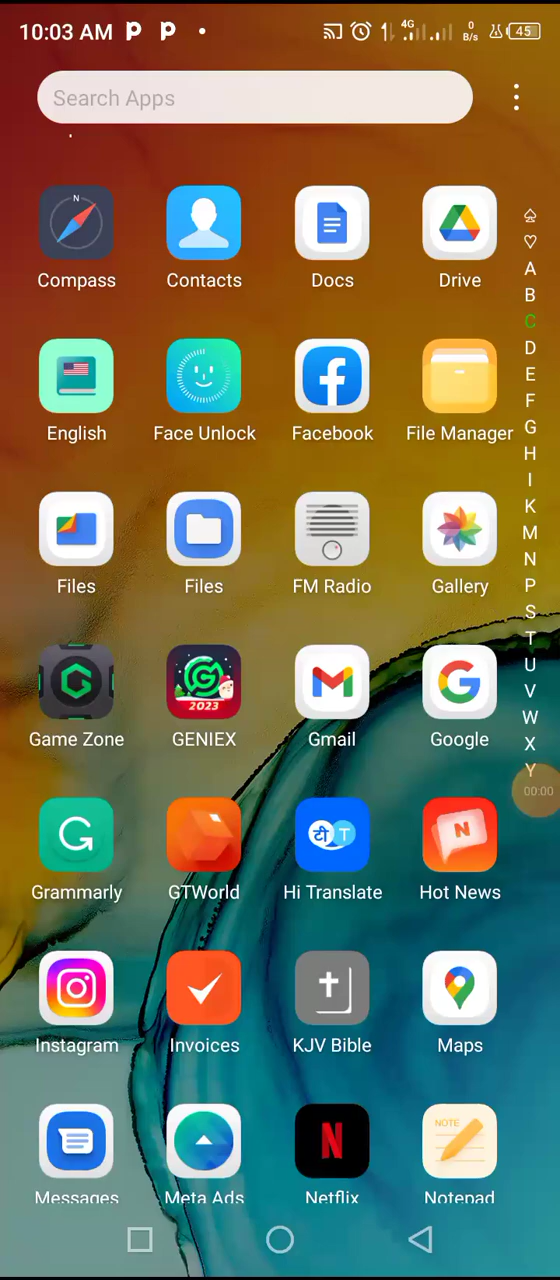 10:03 AM
4G
0 B/s
45
Search Apps
N
Compass
Contacts
Docs
Drive
A
B
C
D
English
Face Unlock
Facebook
File Manager
E
F
G
H
I
K
Files
Files
FM Radio
Gallery
M
N
P
S
T
2023
Game Zone
GENIEX
Gmail
Google
U
V
W
X
Y
00:00
टी T
N
Grammarly
GTWorld
Hi Translate
Hot News
Instagram
Invoices
KJV Bible
Maps
NOTE
Messages
Meta Ads
Netflix
Notepad